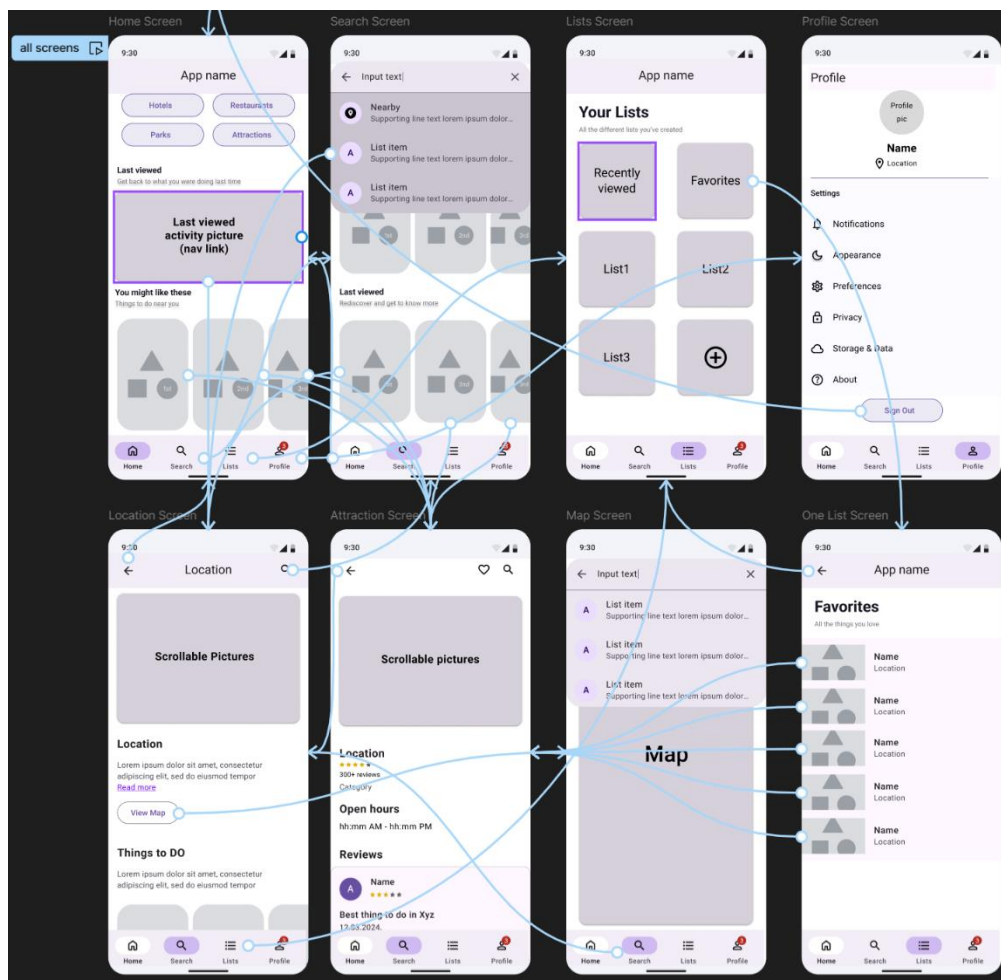 Home Screen
Search Screen
Lists Screen
Profile Screen
all screens
9:30
App name
Hotels
Restaurants
Parks
Attractions
Last viewed
Get back to what you were doing last time
Last viewed
activity picture
(nav link)
You might like these
Things to do near you
1st
2nd
3rd
3
Home
Search
Lists
Profile
9:30
Input text
Nearby
Supporting line text lorem ipsum dolor...
A
List item
Supporting line text lorem ipsum dolor...
A
List item
Supporting line text lorem ipsum dolor...
1st
2nd
3rd
Last viewed
Rediscover and get to know more
2nd
3
Home
Search
Lists
Profile
9:30
App name
Your Lists
All the different lists you've created
Recently
viewed
Favorites
List1
List2
List3
3
Home
Search
Lists
Profile
9:30
Profile
Profile
pic
Name
Location
Settings
Notifications
Appearance
Preferences
Privacy
Storage & Data
About
Sign Out
Home
Search
Lists
Profile
Location Screen
Attraction Screen
Map Screen
One List Screen
9:30
Location
Scrollable Pictures
Location
Lorem ipsum dolor sit amet, consectetur
adipiscing elit, sed do eiusmod tempor
Read more
View Map
Things to DO
Lorem ipsum dolor sit amet, consectetur
adipiscing elit, sed do eiusmod tempor
3
Home
Search
Lists
Profile
9:30
Scrollable pictures
Location
300+ reviews
Category
Open hours
hh:mm AM - hh:mm PM
Reviews
A
Name
Best thing to do in Xyz
12.03.2024.
3
Home
Search
Lists
Profile
9:30
Input text
A
List item
Supporting line text lorem ipsum dolor...
A
List item
Supporting line text lorem ipsum dolor...
A
List item
Supporting line text lorem ipsum dolor...
Map
3
Home
Search
Lists
Profile
9:30
App name
Favorites
All the things you love
Name
Location
Name
Location
Name
Location
Name
Location
Name
Location
3
Home
Search
Lists
Profile